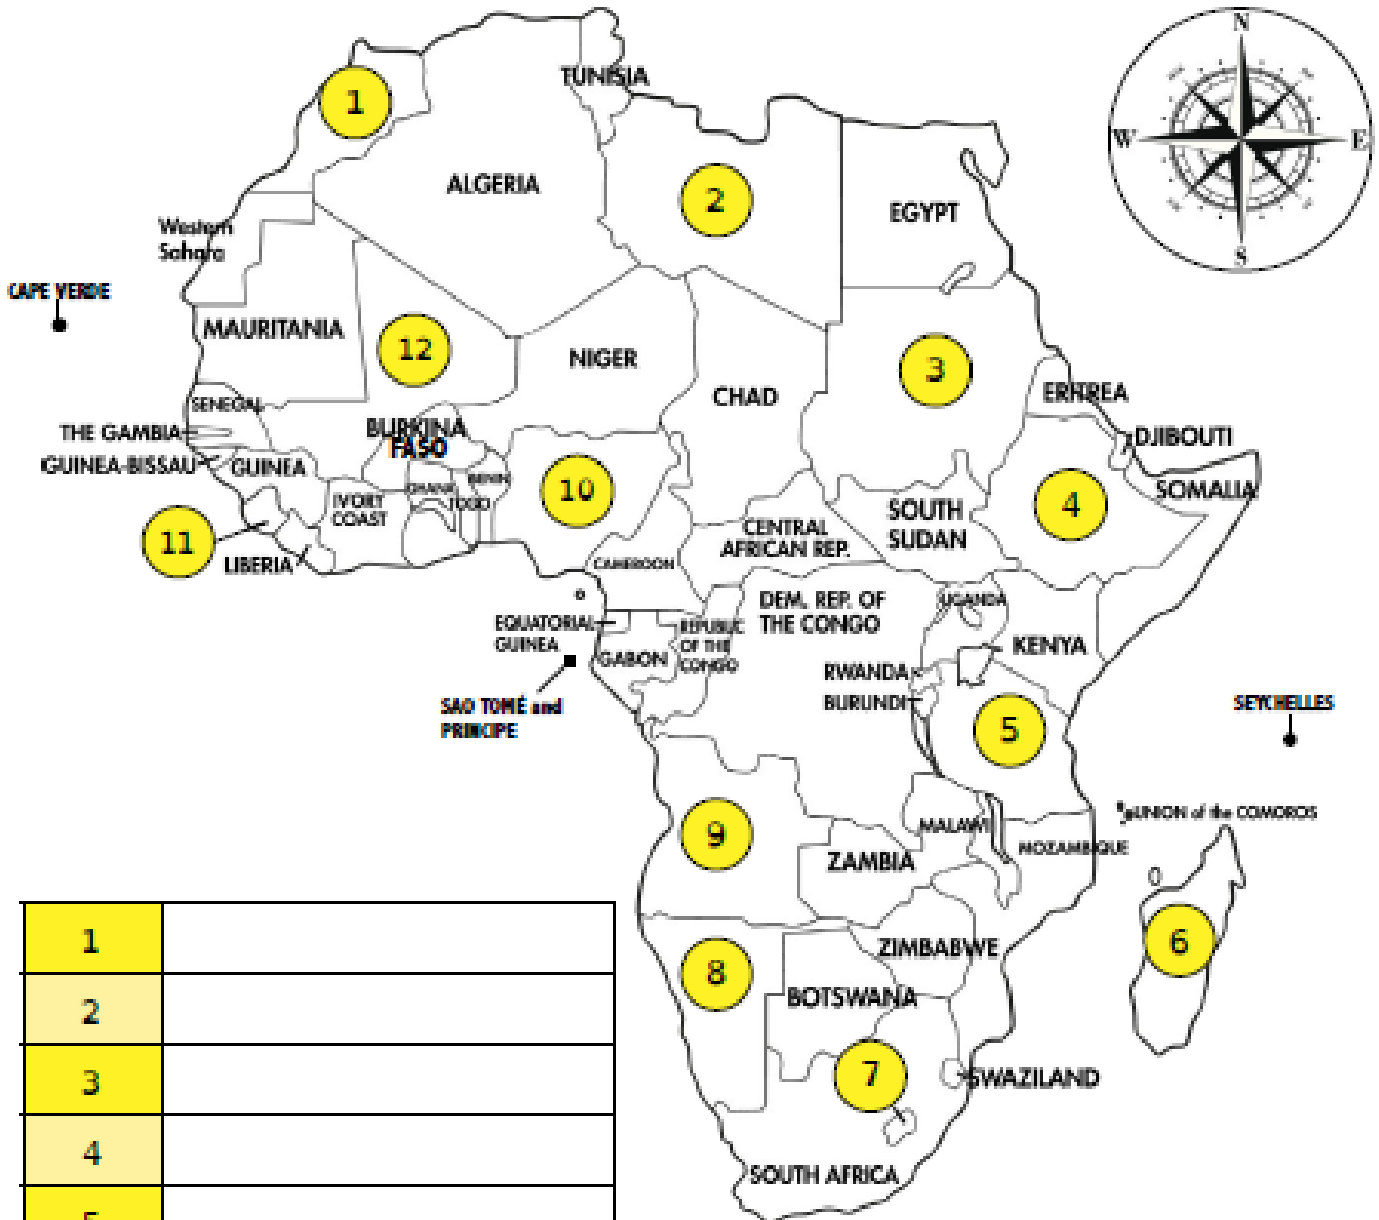 N
W
E
S
1
TUNISIA
ALGERIA
2
EGYPT
Western
Sahara
CAPE VERDE
MAURITANIA
12
NIGER
3
CHAD
ERITREA
SENEGAL
THE GAMBIA
BURKINA
FASO
DJIBOUTI
GUINEA-BISSAU
GUINEA
BENIN
GHANA
TOGO
10
SOMALIA
IVORY
COAST
4
SOUTH
SUDAN
CENTRAL
AFRICAN REP.
11
LIBERIA
CAMEROON
DEM. REP. OF
THE CONGO
UGANDA
EQUATORIAL
GUINEA
REPUBLIC
OF THE
CONGO
GABON
KENYA
RWANDA
BURUNDI
SAO TOMÉ and
PRINCIPE
5
SEYCHELLES
UNION of the COMOROS
MALAWI
MOZAMBIQUE
9
ZAMBIA
6
8
ZIMBABWE
BOTSWANA
7
SWAZILAND
SOUTH AFRICA
1
2
3
4
5